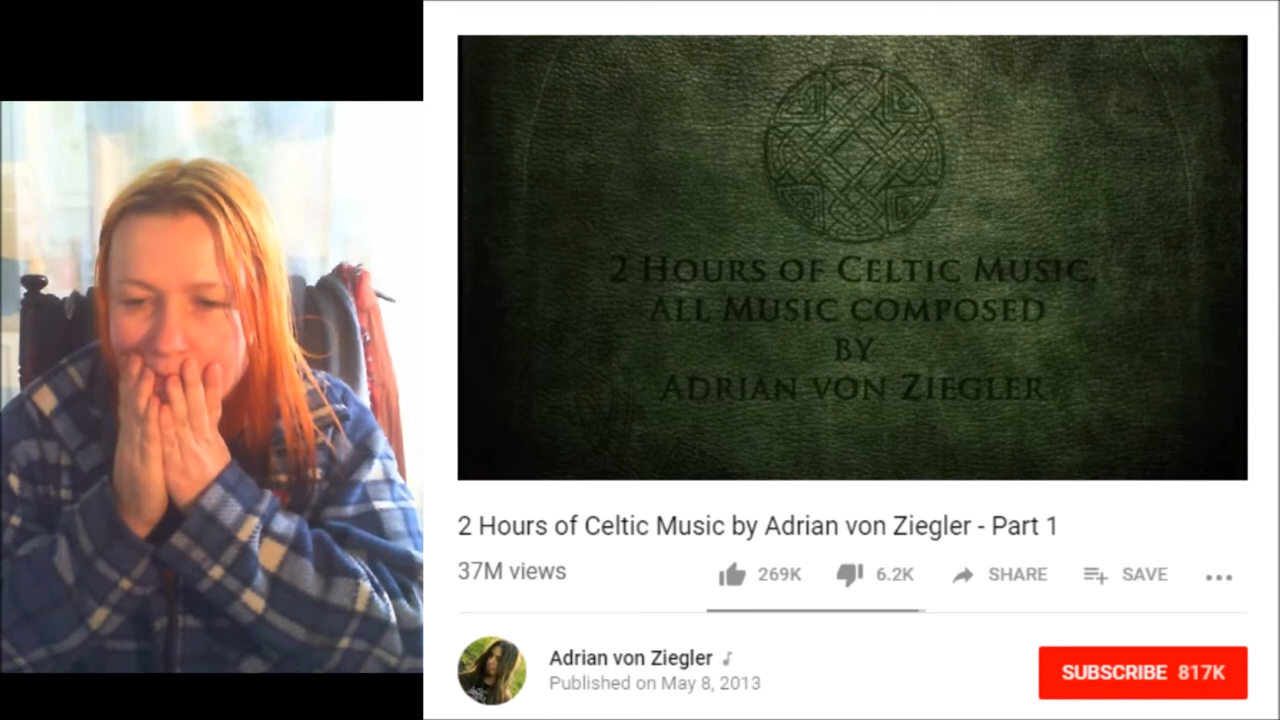 2 Hours of Celtic Music,
All Music composed
by
Adrian von Ziegler
2 Hours of Celtic Music by Adrian von Ziegler - Part 1
37M views 269K 6.2K SHARE SAVE
Adrian von Ziegler
Published on May 8, 2013
SUBSCRIBE 817K